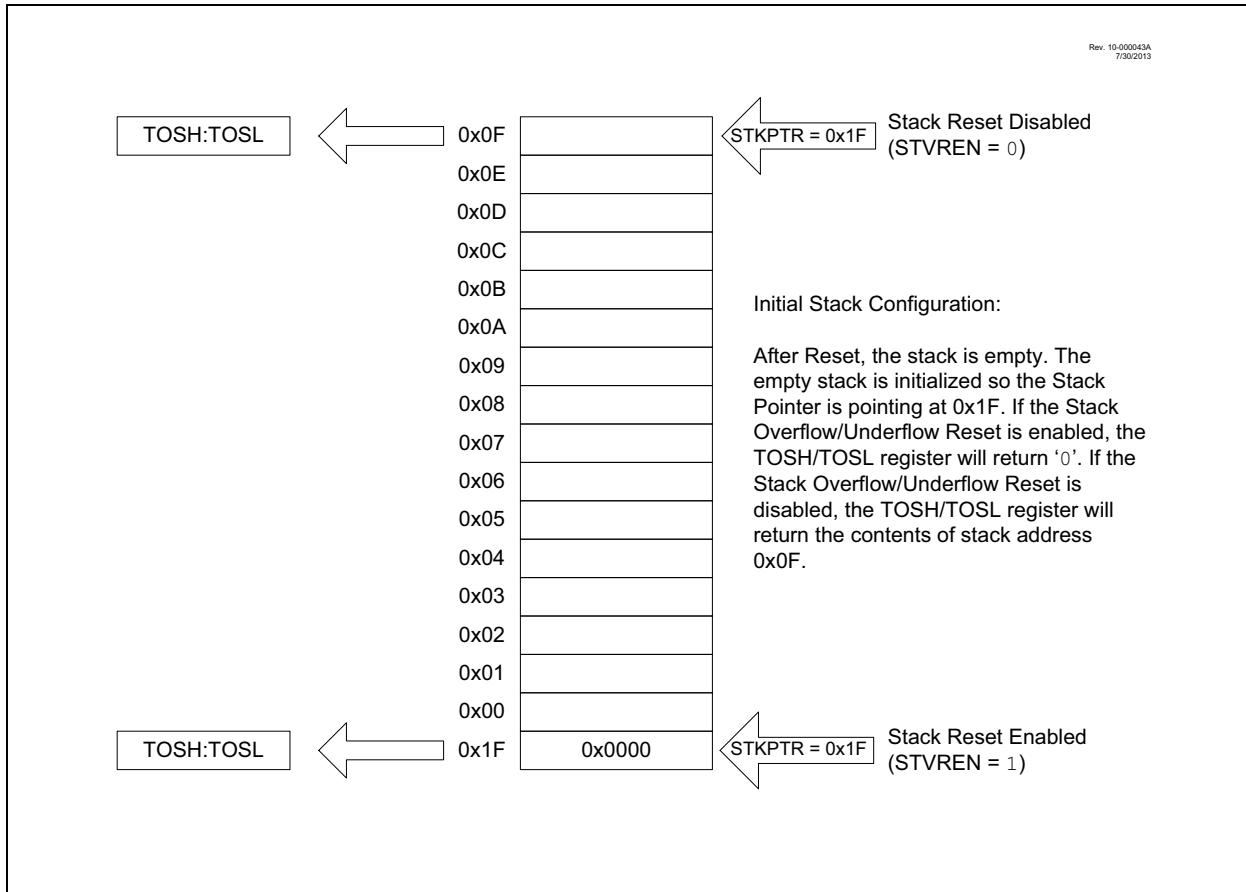 Rev. 10-000043A
7/30/2013
TOSH:TOSL
0x0F
STKPTR = 0x1F
Stack Reset Disabled
(STVREN = 0)
0x0E
0x0D
0x0C
0x0B
0x0A
0x09
0x08
0x07
0x06
0x05
0x04
0x03
0x02
0x01
0x00
Initial Stack Configuration:
After Reset, the stack is empty. The
empty stack is initialized so the Stack
Pointer is pointing at 0x1F. If the Stack
Overflow/Underflow Reset is enabled, the
TOSH/TOSL register will return ‘0’. If the
Stack Overflow/Underflow Reset is
disabled, the TOSH/TOSL register will
return the contents of stack address
0x0F.
TOSH:TOSL
0x1F
0x0000
STKPTR = 0x1F
Stack Reset Enabled
(STVREN = 1)